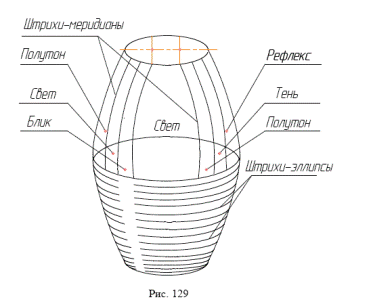 Штрихи-меридианы
Полутон
Рефлекс
Свет
Тень
Блик
Свет
Полутон
Штрихи-эллипсы
Рис. 129